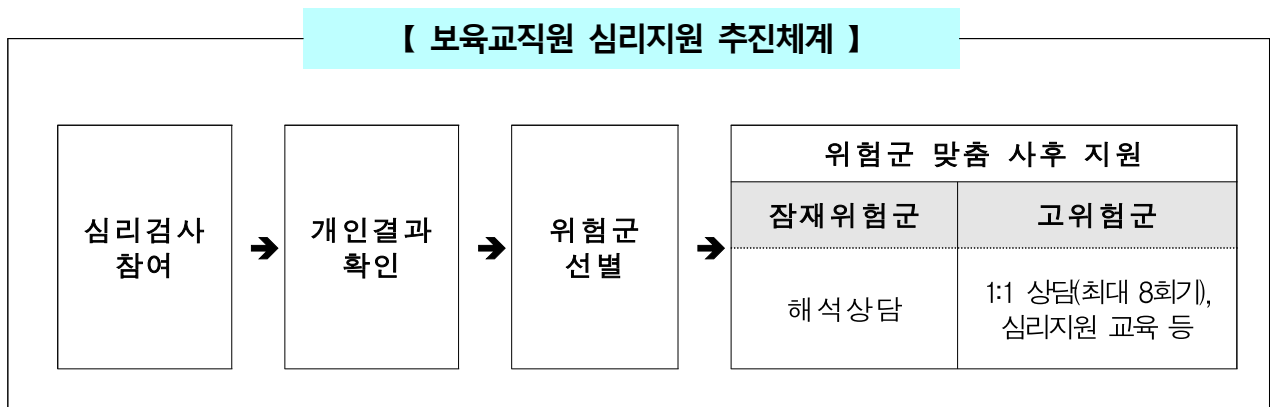 【 보육교직원 심리지원 추진체계 】
심리검사
참여
➔
개인결과
확인
➔
위험군
선별
➔
위험군 맞춤 사후 지원
잠재위험군
고위험군
해석상담
1:1 상담(최대 8회기),
심리지원 교육 등